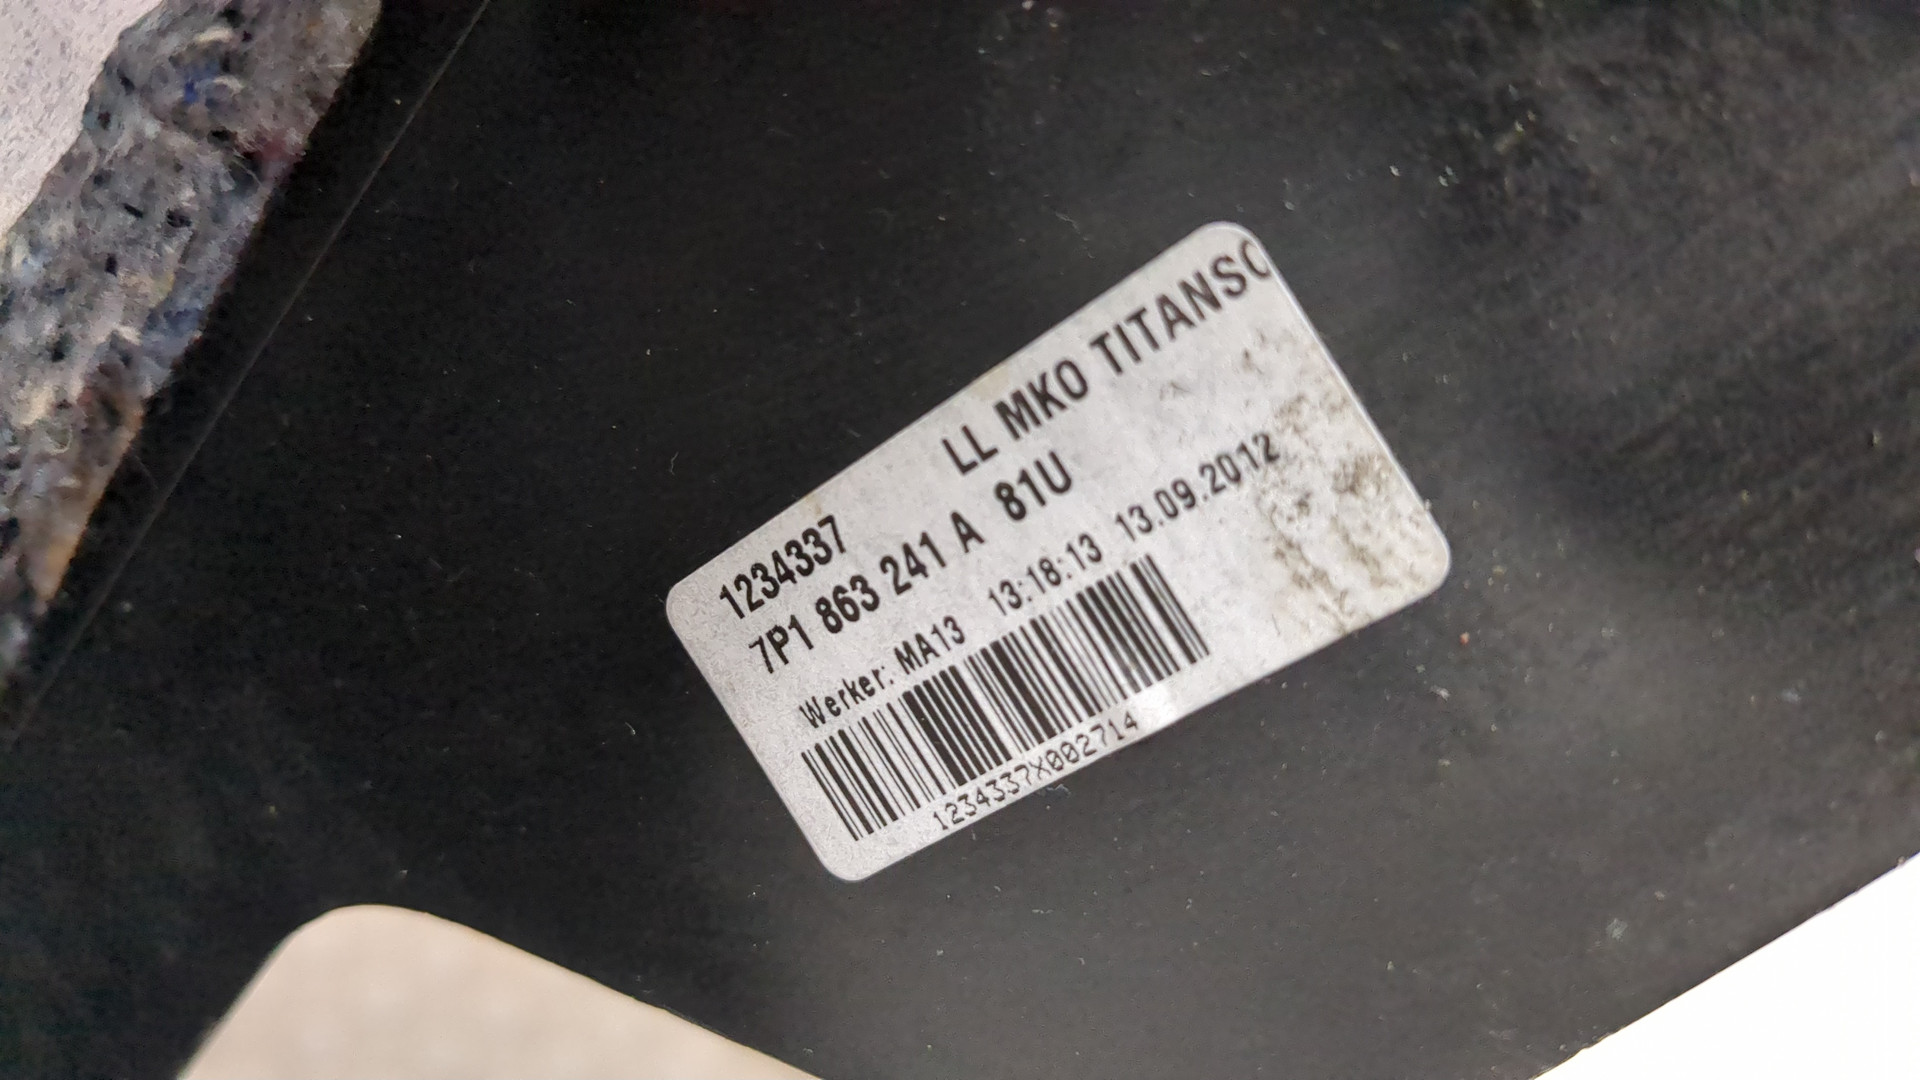 LL MKO TITANSC
1234337
7P1 863 241 A 81U
Werker: MA13 13:18:13 13.09.2012
1234337X002714